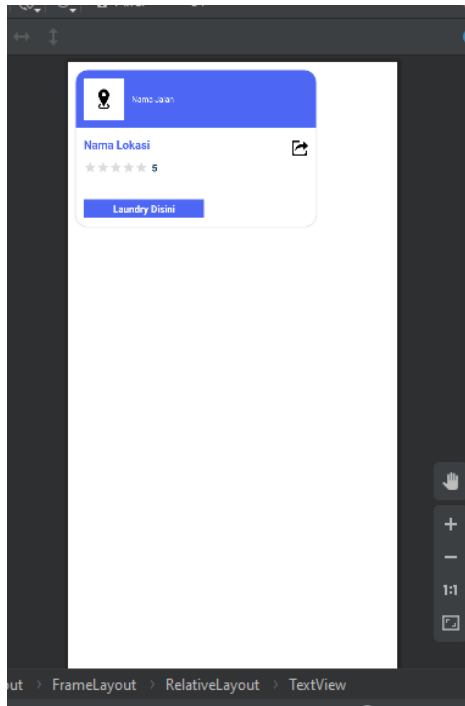 Nama Jalan
Nama Lokasi
5
Laundry Disini
1:1
FrameLayout > RelativeLayout > TextView